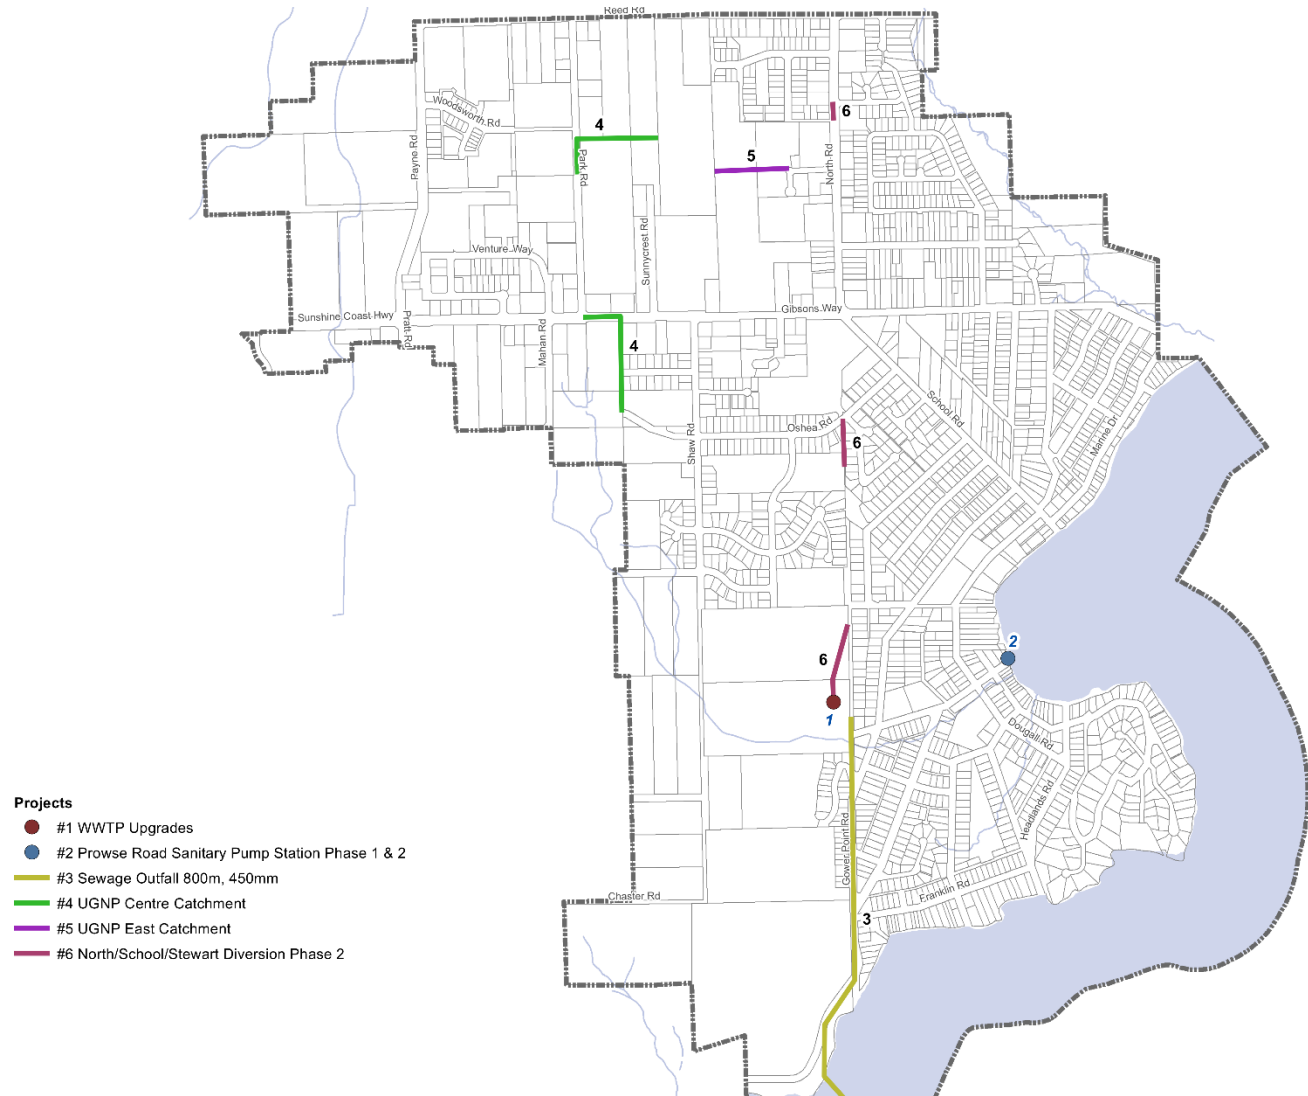 Reed Rd
Woodsworth Rd
Payne Rd
4
Park Rd
5
6
North Rd
Sunnycrest Rd
Venture Way
Gibsons Way
Sunshine Coast Hwy
Pratt Rd
Mahan Rd
4
School Rd
Marine Dr
Oshea Rd
Shaw Rd
6
2
6
1
Dougall Rd
Headlands Rd
Gower Point Rd
Franklin Rd
Chaster Rd
3
Projects
#1 WWTP Upgrades
#2 Prowse Road Sanitary Pump Station Phase 1 & 2
#3 Sewage Outfall 800m, 450mm
#4 UGNP Centre Catchment
#5 UGNP East Catchment
#6 North/School/Stewart Diversion Phase 2